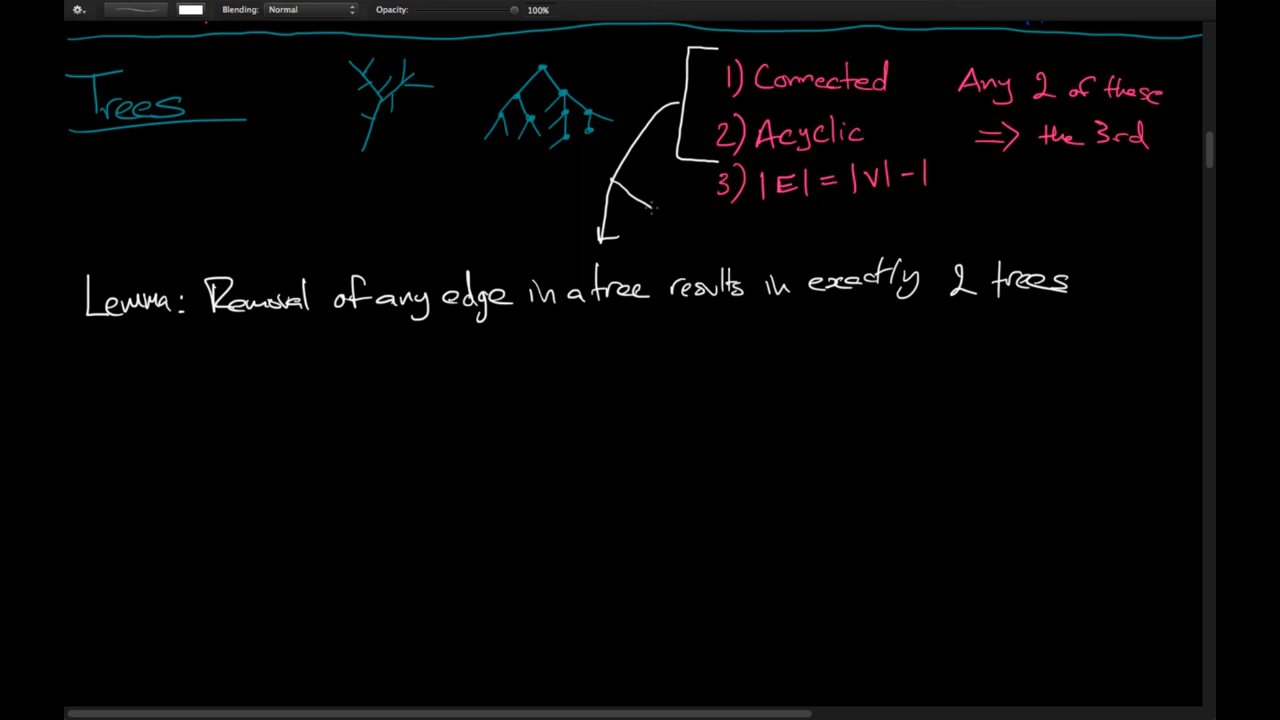 Blending: Normal Opacity: 100%
Trees
1) Connected
2) Acyclic
3) |E| = |V| - 1
Any 2 of these
=> the 3rd
Lemma: Removal of any edge in a tree results in exactly 2 trees